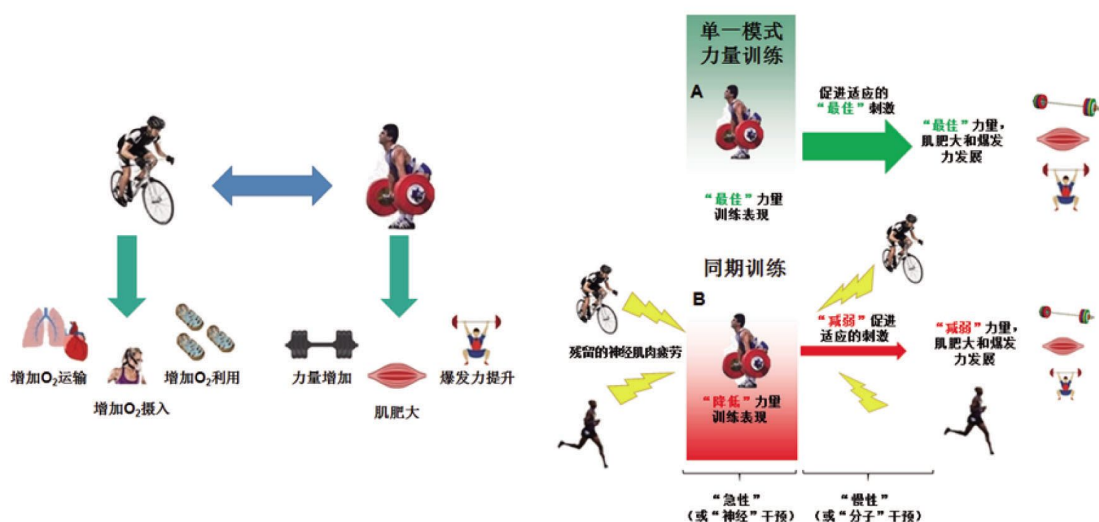 增加O₂运输
增加O₂利用
增加O₂摄入
力量增加
肌肥大
爆发力提升
单一模式
力量训练
A
促进适应的
“最佳”刺激
“最佳”力量，
肌肥大和爆发
力发展
“最佳”力量
训练表现
同期训练
B
残留的神经肌肉疲劳
“减弱”促进
适应的刺激
“减弱”力量，
肌肥大和爆发
力发展
“降低”力量
训练表现
“急性”
（或“神经”干预）
“慢性”
（或“分子”干预）